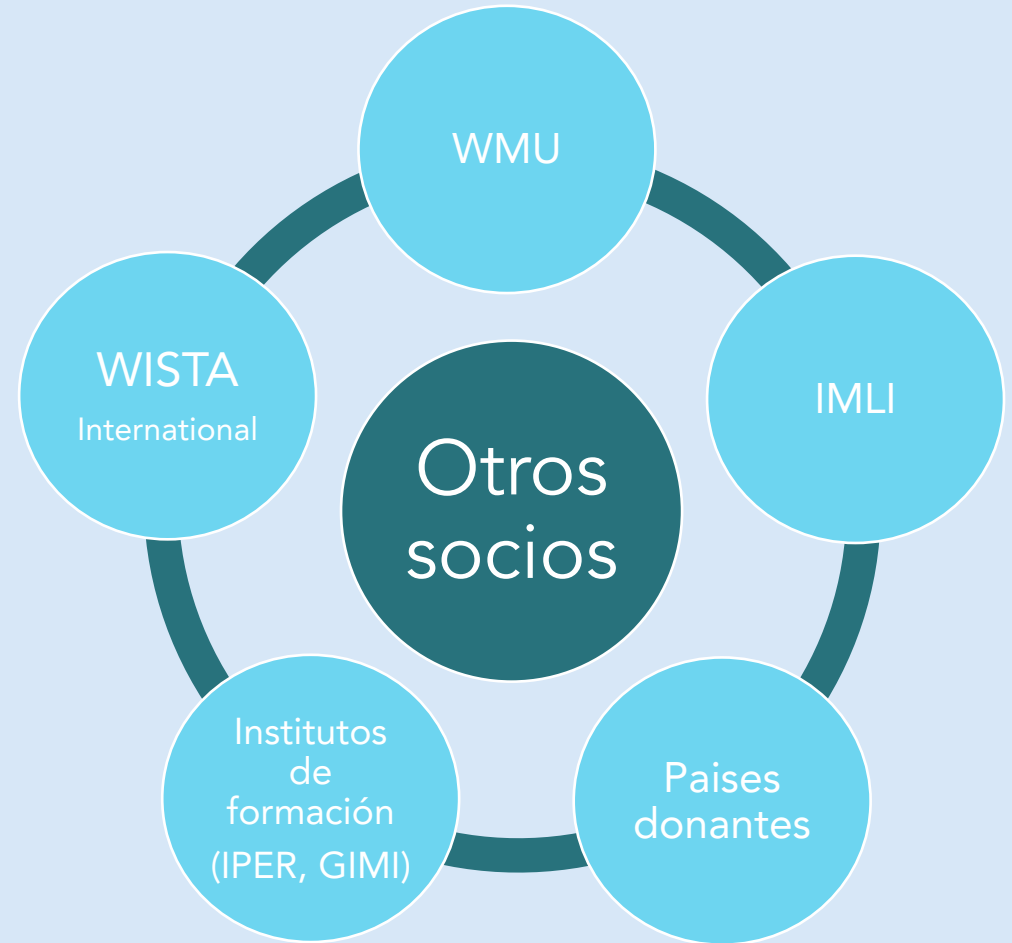 WMU
IMLI
Paises
donantes
Institutos
de
formación
(IPER, GIMI)
WISTA
International
Otros
socios